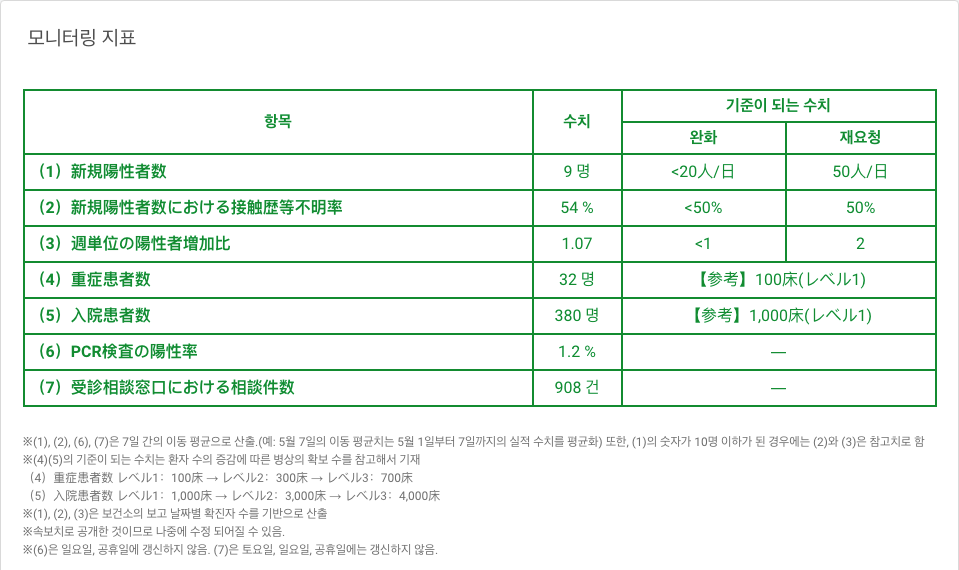 모니터링 지표
항목 수치 기준이 되는 수치
완화 재요청
（1）新規陽性者数 9 명 <20人/日 50人/日
（2）新規陽性者数における接触歴等不明率 54 % <50% 50%
（3）週単位の陽性者増加比 1.07 <1 2
（4）重症患者数 32 명 【参考】100床(レベル1)
（5）入院患者数 380 명 【参考】1,000床(レベル1)
（6）PCR検査の陽性率 1.2 % ―
（7）受診相談窓口における相談件数 908 건 ―
※(1), (2), (6), (7)은 7일 간의 이동 평균으로 산출.(예: 5월 7일의 이동 평균치는 5월 1일부터 7일까지의 실적 수치를 평균화) 또한, (1)의 숫자가 10명 이하가 된 경우에는 (2)와 (3)은 참고치로 함
※(4)(5)의 기준이 되는 수치는 환자 수의 증감에 따른 병상의 확보 수를 참고해서 기재
（4）重症患者数 レベル1：100床 → レベル2：300床 → レベル3：700床
（5）入院患者数 レベル1：1,000床 → レベル2：3,000床 → レベル3：4,000床
※(1), (2), (3)은 보건소의 보고 날짜별 확진자 수를 기반으로 산출
※속보치로 공개한 것이므로 나중에 수정 되어질 수 있음.
※(6)은 일요일, 공휴일에 갱신하지 않음. (7)은 토요일, 일요일, 공휴일에는 갱신하지 않음.